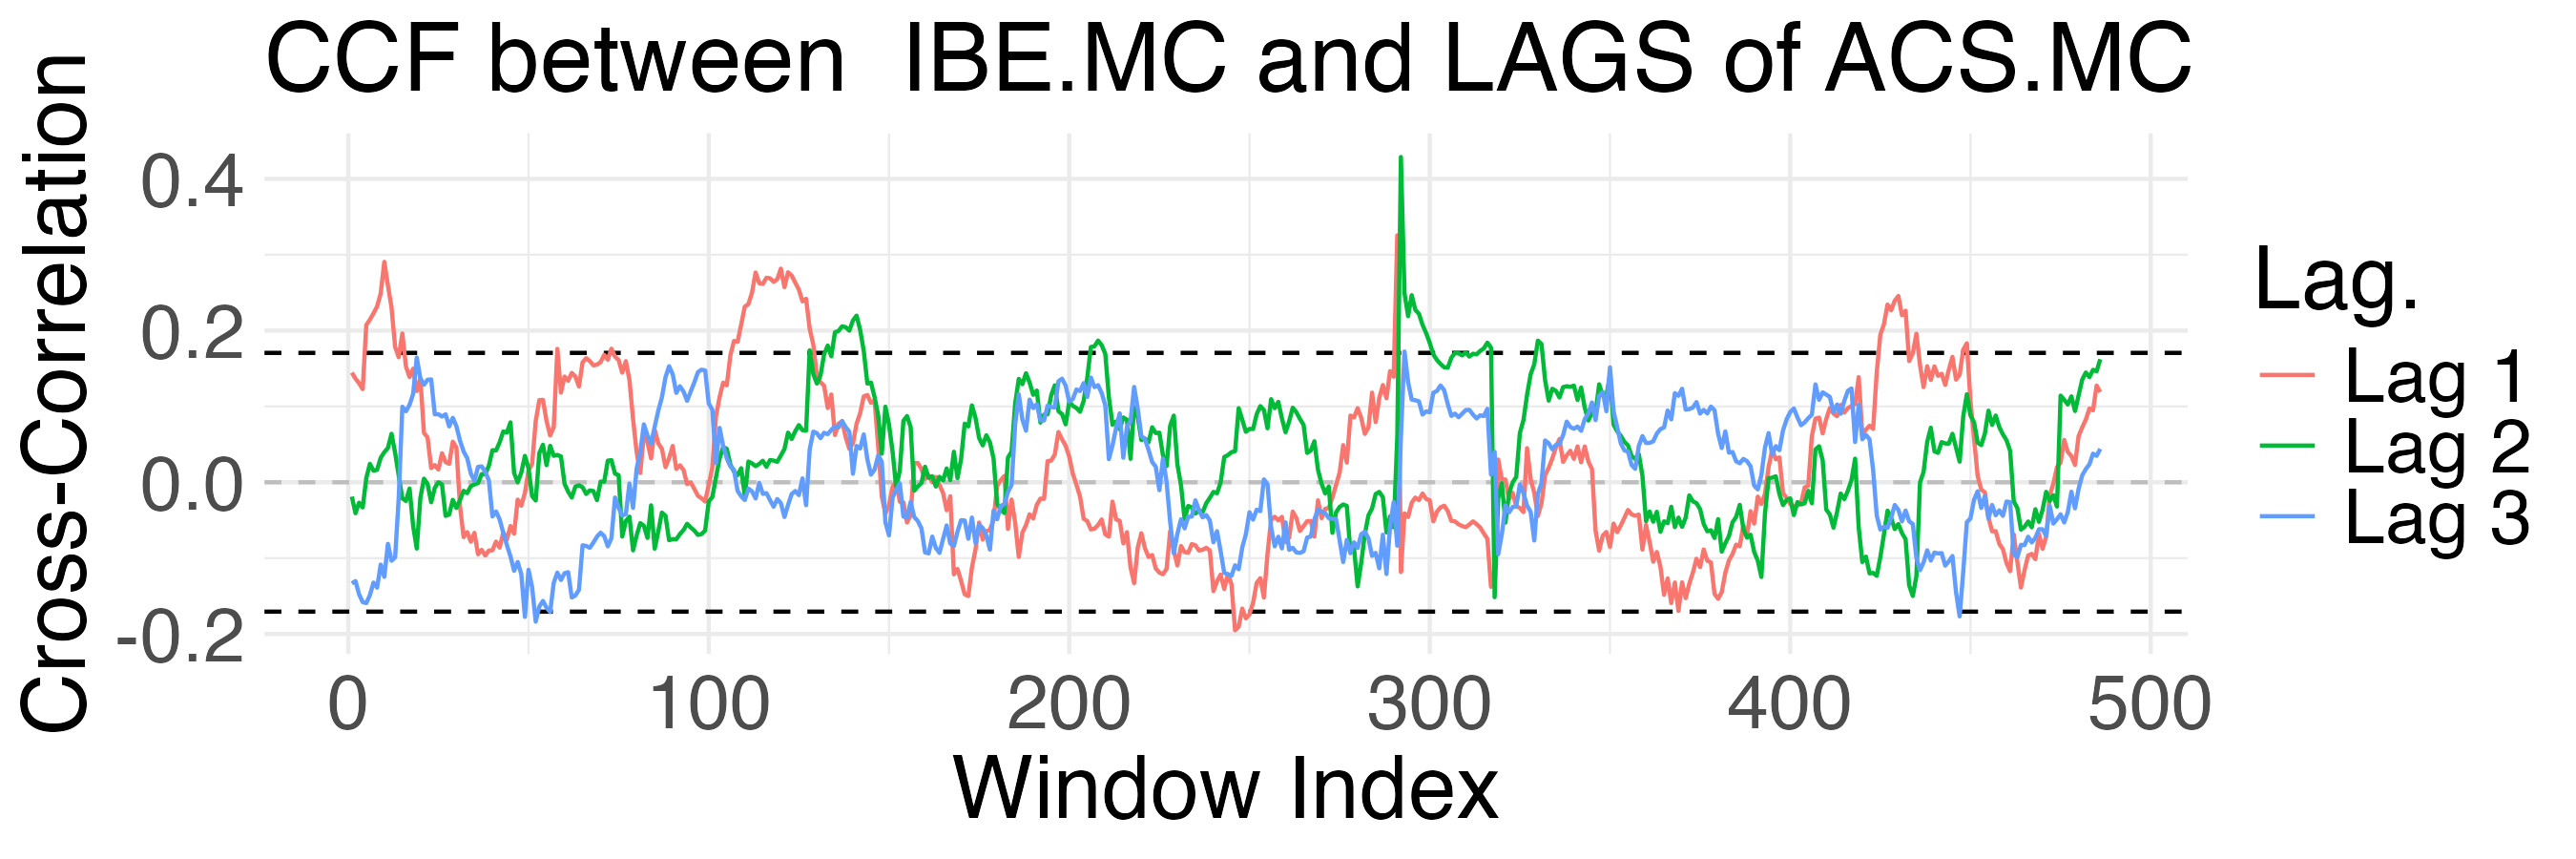 CCF between  IBE.MC and LAGS of ACS.MC
Cross-Correlation
0.4
0.2
0.0
-0.2
0 100 200 300 400 500
Window Index
Lag.
Lag 1
Lag 2
Lag 3